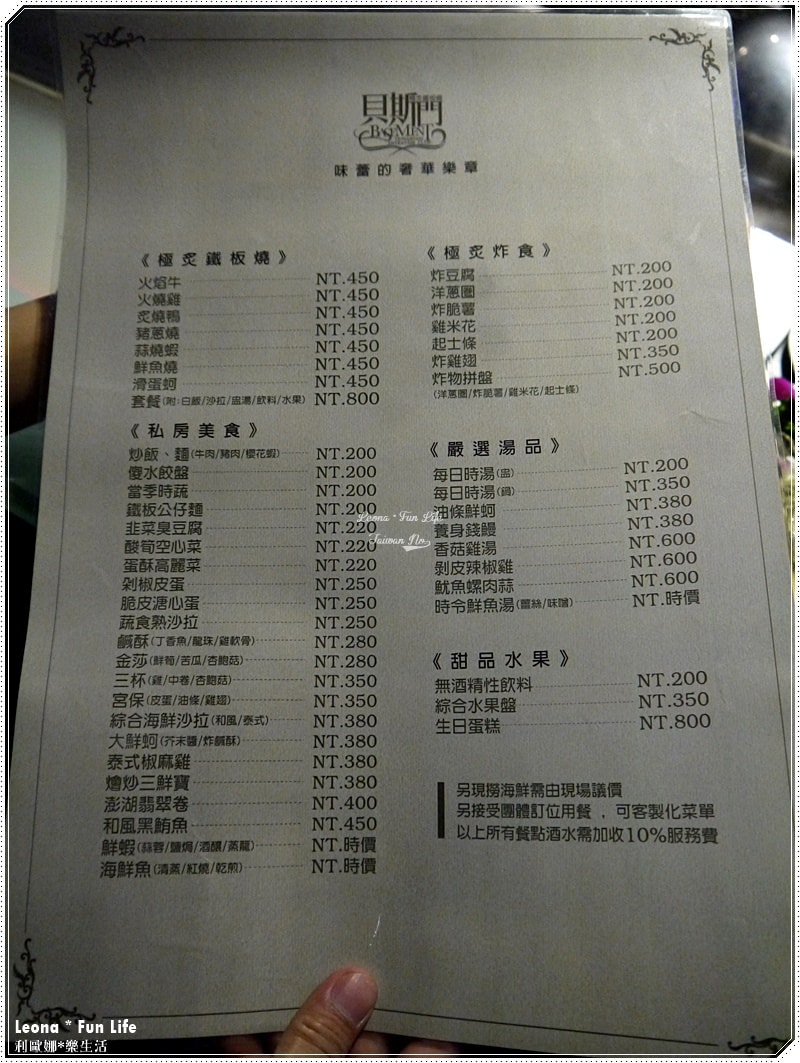 貝斯門
BASEMENT
味蕾的奢華樂章
《極炙鐵板燒》
火焰牛 NT.450
火燒雞 NT.450
炙燒鴨 NT.450
豬蔥燒 NT.450
蒜燒蝦 NT.450
鮮魚燒 NT.450
滑蛋蚵 NT.450
套餐(附:白飯/沙拉/盅湯/飲料/水果) NT.800
《私房美食》
炒飯、麵(牛肉/豬肉/櫻花蝦) NT.200
傻水餃盤 NT.200
當季時蔬 NT.200
鐵板公仔麵 NT.200
韭菜臭豆腐 NT.220
酸筍空心菜 NT.220
蛋酥高麗菜 NT.220
剁椒皮蛋 NT.250
脆皮溏心蛋 NT.250
蔬食熟沙拉 NT.250
鹹酥(丁香魚/龍珠/雞軟骨) NT.280
金莎(鮮筍/苦瓜/杏鮑菇) NT.280
三杯(雞/中卷/杏鮑菇) NT.350
宮保(皮蛋/油條/雞翅) NT.350
綜合海鮮沙拉(和風/泰式) NT.380
大鮮蚵(芥末醬/炸鹹酥) NT.380
泰式椒麻雞 NT.380
燴炒三鮮寶 NT.380
澎湖翡翠卷 NT.400
和風黑鮪魚 NT.450
鮮蝦(蒜蓉/鹽焗/酒釀/蒸籠) NT.時價
海鮮魚(清蒸/紅燒/乾煎) NT.時價
《極炙炸食》
炸豆腐 NT.200
洋蔥圈 NT.200
炸脆薯 NT.200
雞米花 NT.200
起士條 NT.200
炸雞翅 NT.350
炸物拼盤 NT.500
(洋蔥圈/炸脆薯/雞米花/起士條)
《嚴選湯品》
每日時湯(盅) NT.200
每日時湯(鍋) NT.350
油條鮮蚵 NT.380
養身錢鰻 NT.380
香菇雞湯 NT.600
剝皮辣椒雞 NT.600
魷魚螺肉蒜 NT.600
時令鮮魚湯(薑絲/味噌) NT.時價
《甜品水果》
無酒精性飲料 NT.200
綜合水果盤 NT.350
生日蛋糕 NT.800
另現撈海鮮需由現場議價
另接受團體訂位用餐，可客製化菜單
以上所有餐點酒水需加收10%服務費
Leona * Fun Life
Taiwan No.
Leona * Fun Life
利歐娜*樂生活